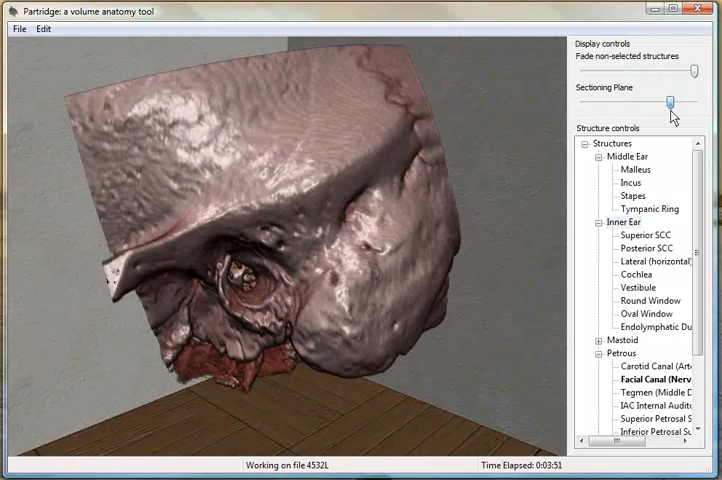 Partridge: a volume anatomy tool
File Edit
Display controls
Fade non-selected structures
Sectioning Plane
Structure controls
Structures
Middle Ear
Malleus
Incus
Stapes
Tympanic Ring
Inner Ear
Superior SCC
Posterior SCC
Lateral (horizontal)
Cochlea
Vestibule
Round Window
Oval Window
Endolymphatic Du
Mastoid
Petrous
Carotid Canal (Art
Facial Canal (Nerv
Tegmen (Middle D
IAC Internal Audit
Superior Petrosal S
Inferior Petrosal Su
Working on file 4532L Time Elapsed: 0:03:51